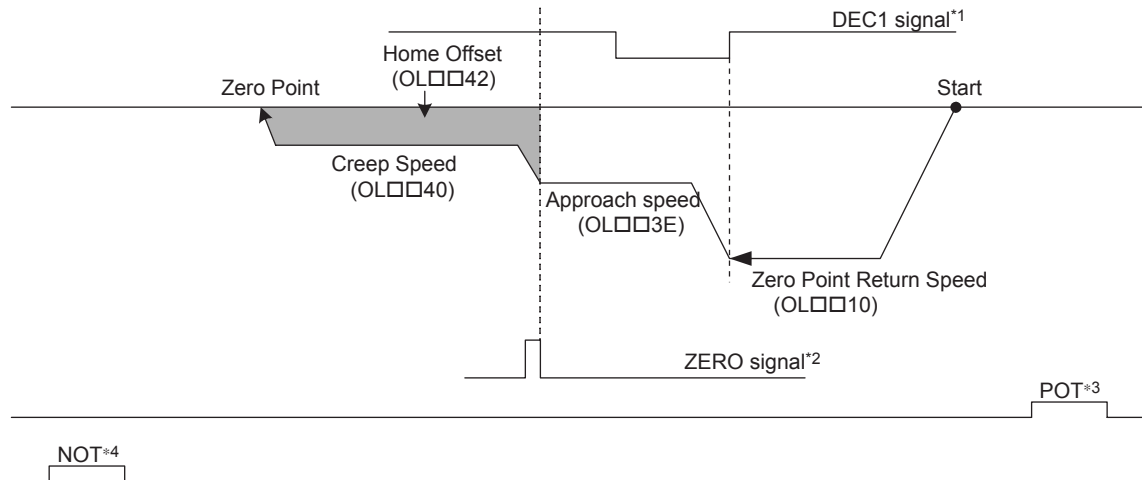 DEC1 signal*1
Home Offset
(OL□□42)
Zero Point
Start
Creep Speed
(OL□□40)
Approach speed
(OL□□3E)
Zero Point Return Speed
(OL□□10)
ZERO signal*2
POT*3
NOT*4